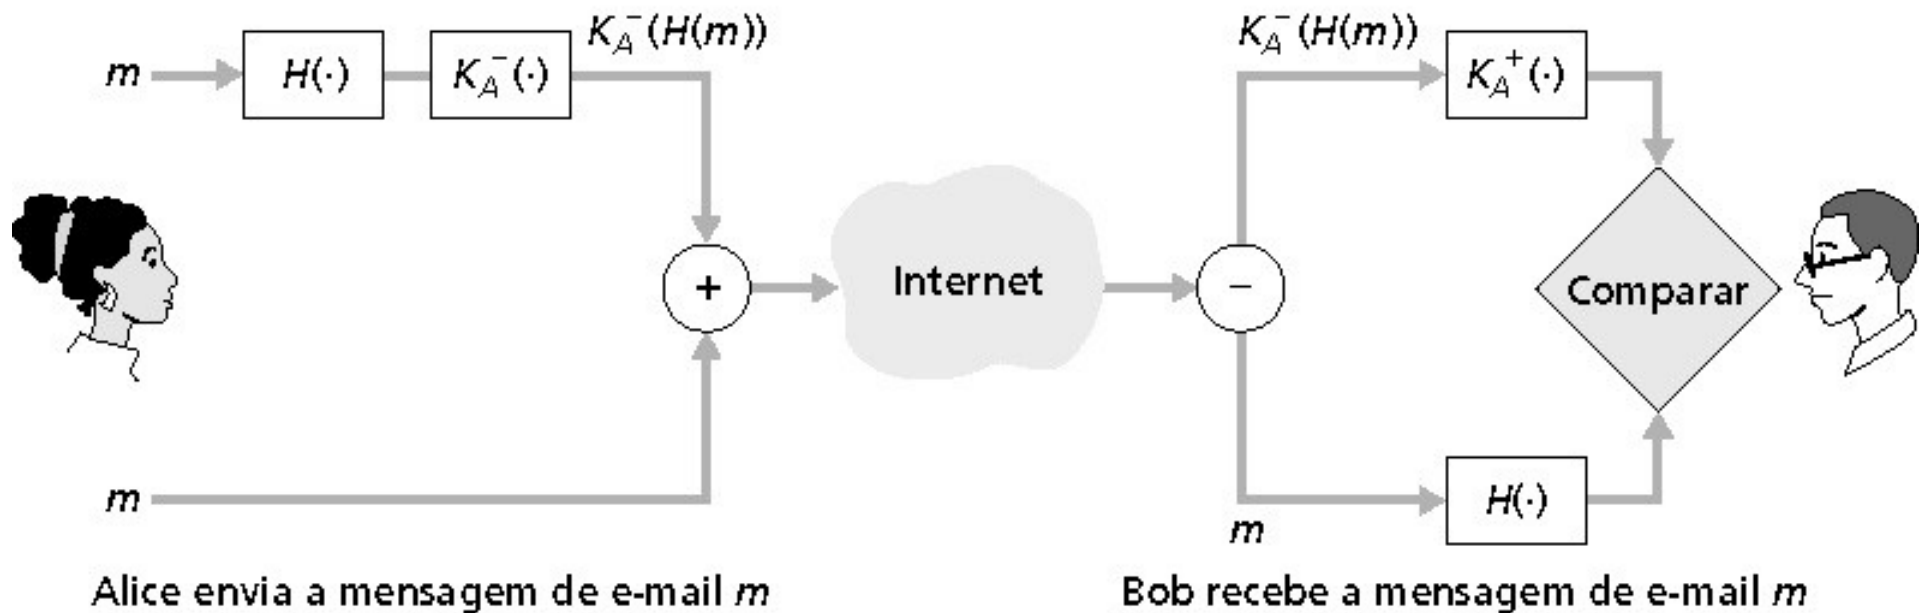 K_A^-(H(m))
m
H(·)
K_A^-(·)
+
m
Alice envia a mensagem de e-mail m
Internet
K_A^-(H(m))
K_A^+(·)
−
Comparar
m
H(·)
Bob recebe a mensagem de e-mail m